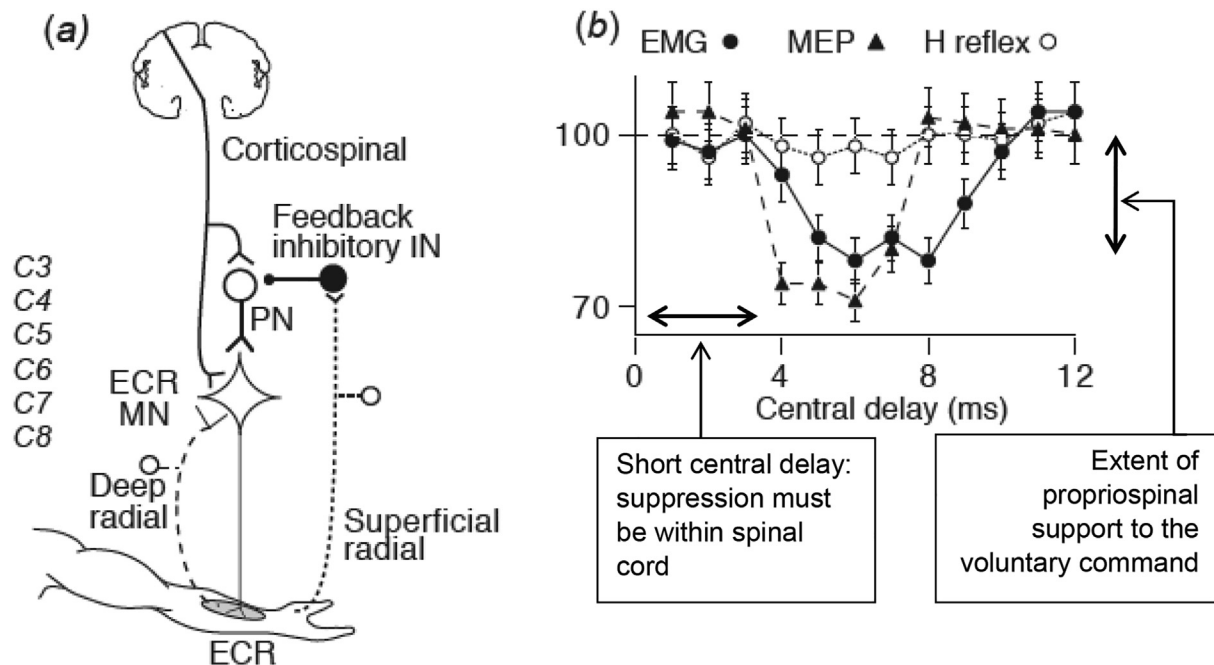 (a)
Corticospinal
Feedback
inhibitory IN
C3
C4
C5
C6
C7
C8
PN
ECR
MN
Deep
radial
Superficial
radial
ECR
(b)
EMG ● MEP ▲ H reflex ○
100
70
0 4 8 12
Central delay (ms)
Short central delay:
suppression must
be within spinal
cord
Extent of
propriospinal
support to the
voluntary command